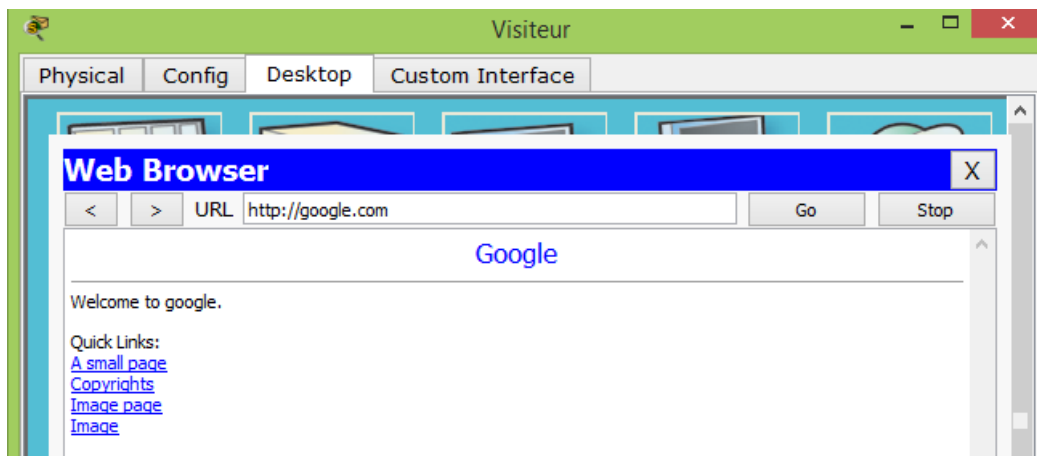 Visiteur
Physical Config Desktop Custom Interface
Web Browser X
< > URL http://google.com Go Stop
Google
Welcome to google.
Quick Links:
A small page
Copyrights
Image page
Image